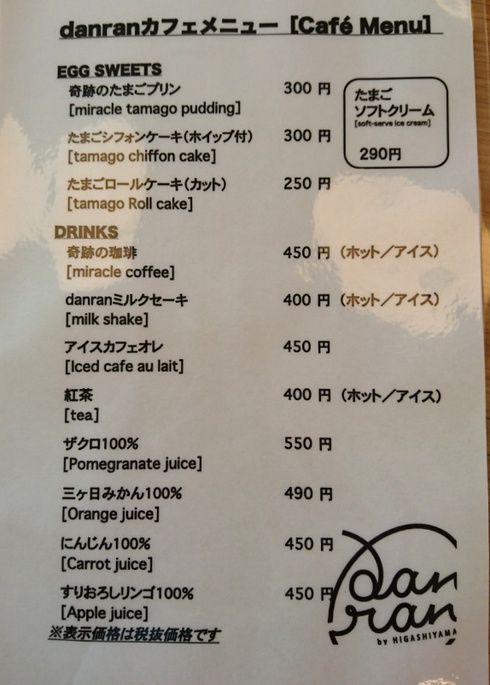 danranカフェメニュー [Café Menu]
EGG SWEETS
奇跡のたまごプリン 300 円
[miracle tamago pudding]
たまごシフォンケーキ(ホイップ付) 300 円
[tamago chiffon cake]
たまごロールケーキ(カット) 250 円
[tamago Roll cake]
たまご
ソフトクリーム
[soft-serve ice cream]
290円
DRINKS
奇跡の珈琲 450 円 (ホット/アイス)
[miracle coffee]
danranミルクセーキ 400 円 (ホット/アイス)
[milk shake]
アイスカフェオレ 450 円
[Iced cafe au lait]
紅茶 400 円 (ホット/アイス)
[tea]
ザクロ100% 550 円
[Pomegranate juice]
三ヶ日みかん100% 490 円
[Orange juice]
にんじん100% 450 円
[Carrot juice]
すりおろしリンゴ100% 450 円
[Apple juice]
※表示価格は税抜価格です
dan
ran
by HIGASHIYAMA